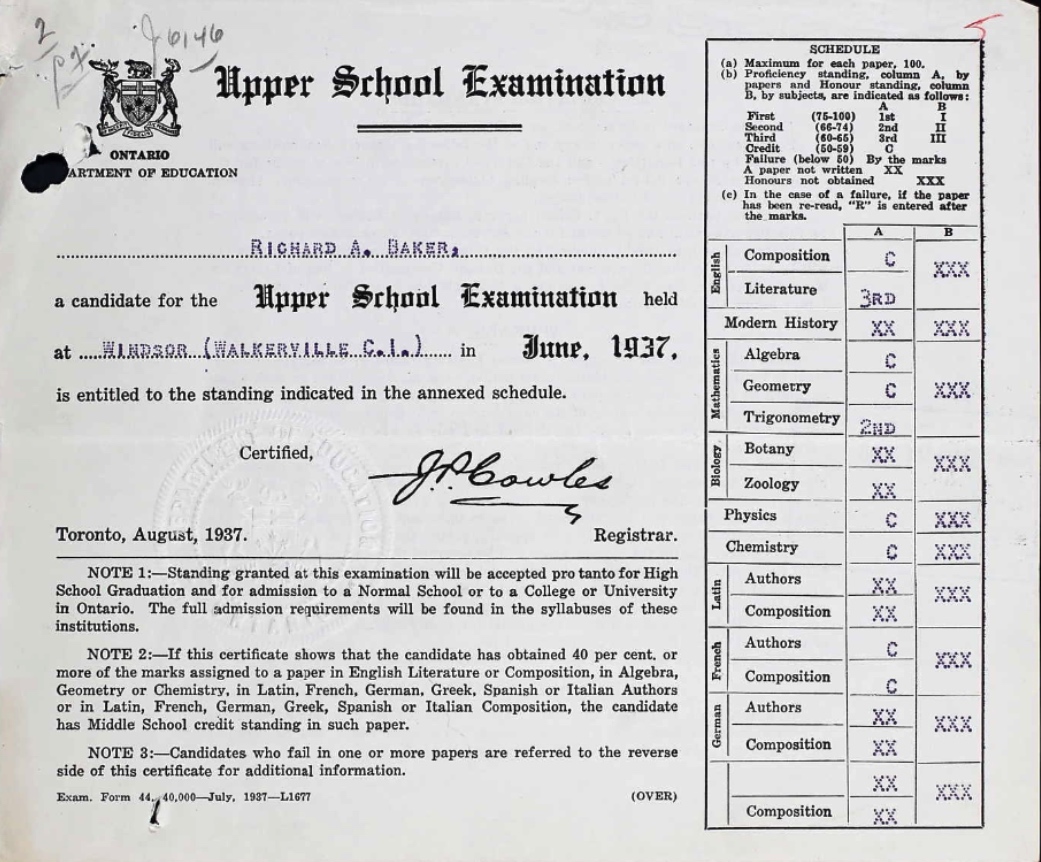 2
J 6146
p7.
5
Upper School Examination
ONTARIO
ARTMENT OF EDUCATION
RICHARD A. BAKER,
a candidate for the Upper School Examination held
at WINDSOR (WALKERVILLE C.I.) in June, 1937,
is entitled to the standing indicated in the annexed schedule.
Certified,
J.P. Cowles
Toronto, August, 1937. Registrar.
NOTE 1:—Standing granted at this examination will be accepted pro tanto for High
School Graduation and for admission to a Normal School or to a College or University
in Ontario. The full admission requirements will be found in the syllabuses of these
institutions.
NOTE 2:—If this certificate shows that the candidate has obtained 40 per cent. or
more of the marks assigned to a paper in English Literature or Composition, in Algebra,
Geometry or Chemistry, in Latin, French, German, Greek, Spanish or Italian Authors
or in Latin, French, German, Greek, Spanish or Italian Composition, the candidate
has Middle School credit standing in such paper.
NOTE 3:—Candidates who fail in one or more papers are referred to the reverse
side of this certificate for additional information.
Exam. Form 44, 40,000—July, 1937—L1677 (OVER)
SCHEDULE
(a) Maximum for each paper, 100.
(b) Proficiency standing, column A, by
papers and Honour standing, column
B, by subjects, are indicated as follows:
A B
First (75-100) 1st I
Second (66-74) 2nd II
Third (60-65) 3rd III
Credit (50-59) C
Failure (below 50) By the marks
A paper not written XX
Honours not obtained XXX
(c) In the case of a failure, if the paper
has been re-read, "R" is entered after
the marks.
A B
English
Composition C XXX
Literature 3RD
Modern History XX XXX
Mathematics
Algebra C
Geometry C XXX
Trigonometry 2ND
Biology
Botany XX XXX
Zoology XX
Physics C XXX
Chemistry C XXX
Latin
Authors XX XXX
Composition XX
French
Authors C XXX
Composition C
German
Authors XX XXX
Composition XX
XX XXX
Composition XX